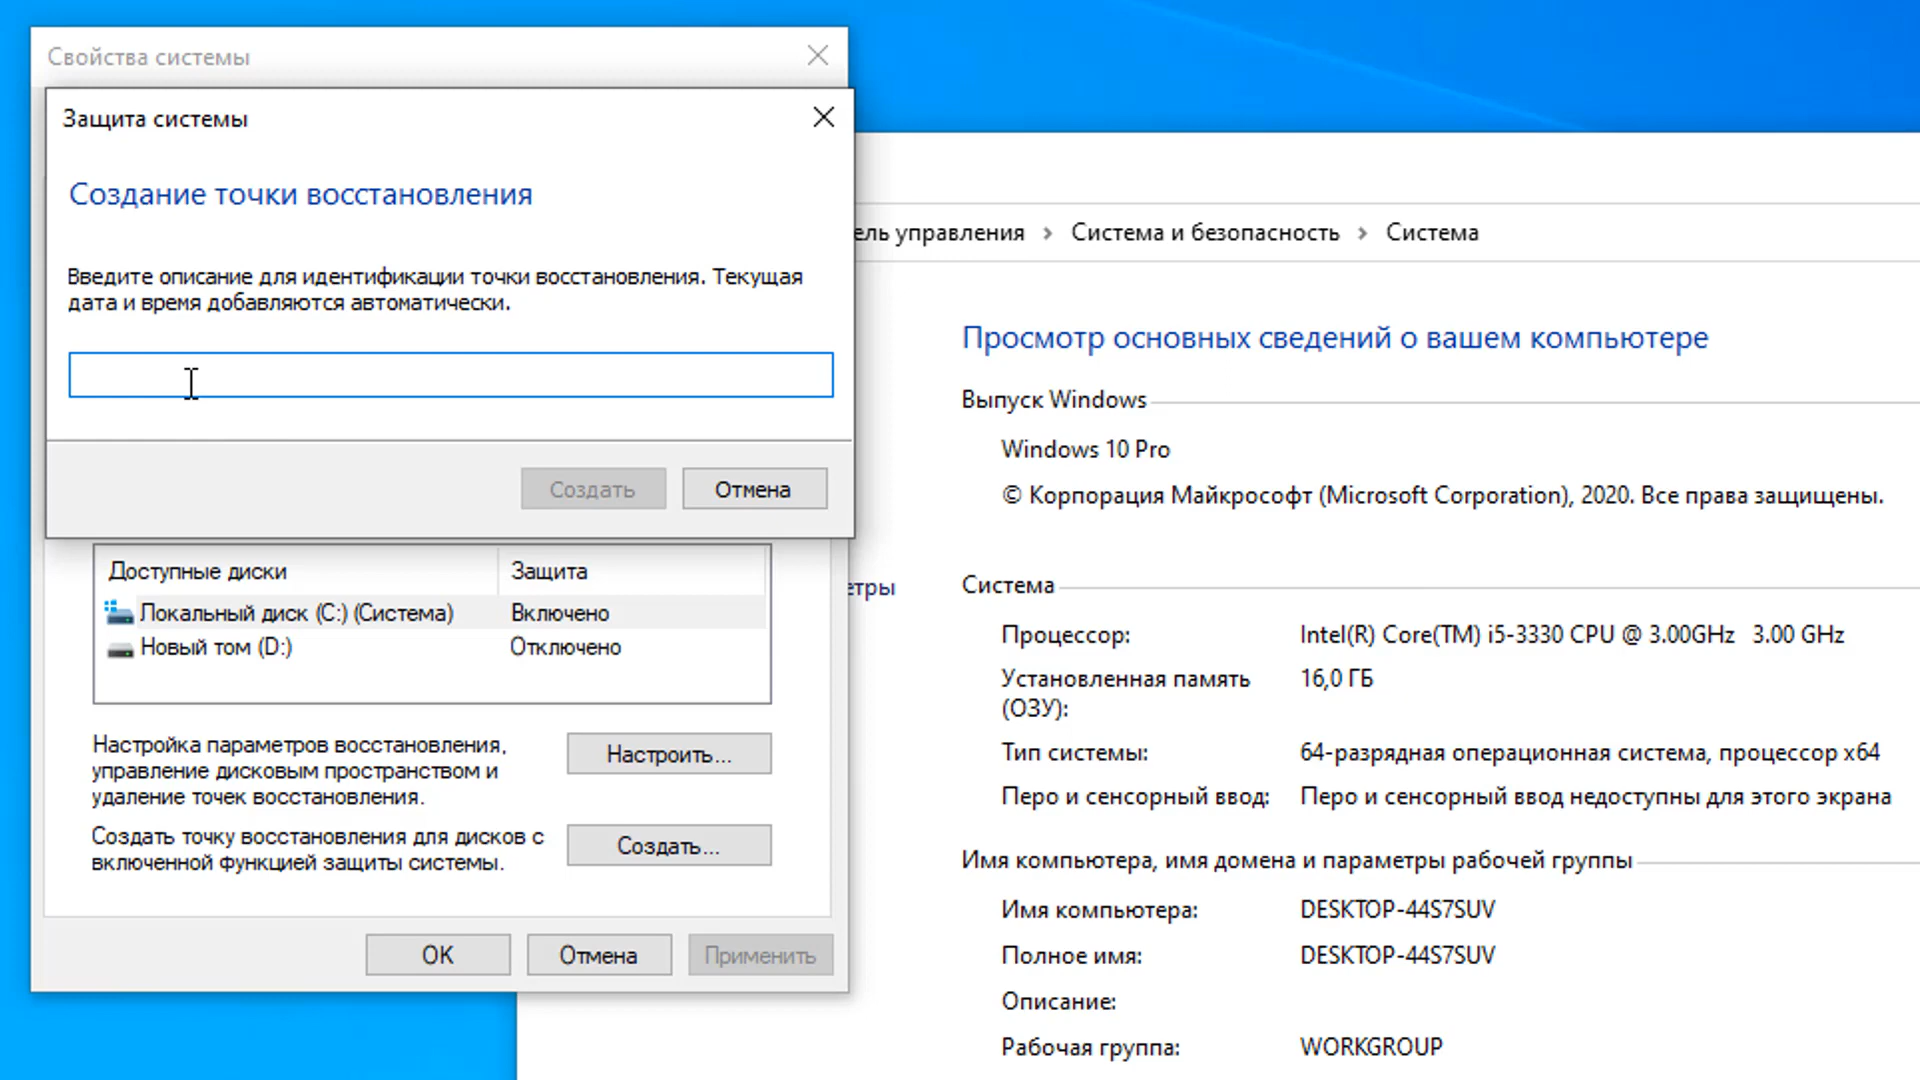 Свойства системы
Защита системы
Создание точки восстановления
Введите описание для идентификации точки восстановления. Текущая
дата и время добавляются автоматически.
Создать
Отмена
Доступные диски
Защита
Локальный диск (C:) (Система)
Включено
Новый том (D:)
Отключено
Настройка параметров восстановления,
управление дисковым пространством и
удаление точек восстановления.
Настроить...
Создать точку восстановления для дисков с
включенной функцией защиты системы.
Создать...
ОК
Отмена
Применить
ель управления
Система и безопасность
Система
етры
Просмотр основных сведений о вашем компьютере
Выпуск Windows
Windows 10 Pro
© Корпорация Майкрософт (Microsoft Corporation), 2020. Все права защищены.
Система
Процессор:
Intel(R) Core(TM) i5-3330 CPU @ 3.00GHz 3.00 GHz
Установленная память
(ОЗУ):
16,0 ГБ
Тип системы:
64-разрядная операционная система, процессор x64
Перо и сенсорный ввод:
Перо и сенсорный ввод недоступны для этого экрана
Имя компьютера, имя домена и параметры рабочей группы
Имя компьютера:
DESKTOP-44S7SUV
Полное имя:
DESKTOP-44S7SUV
Описание:
Рабочая группа:
WORKGROUP